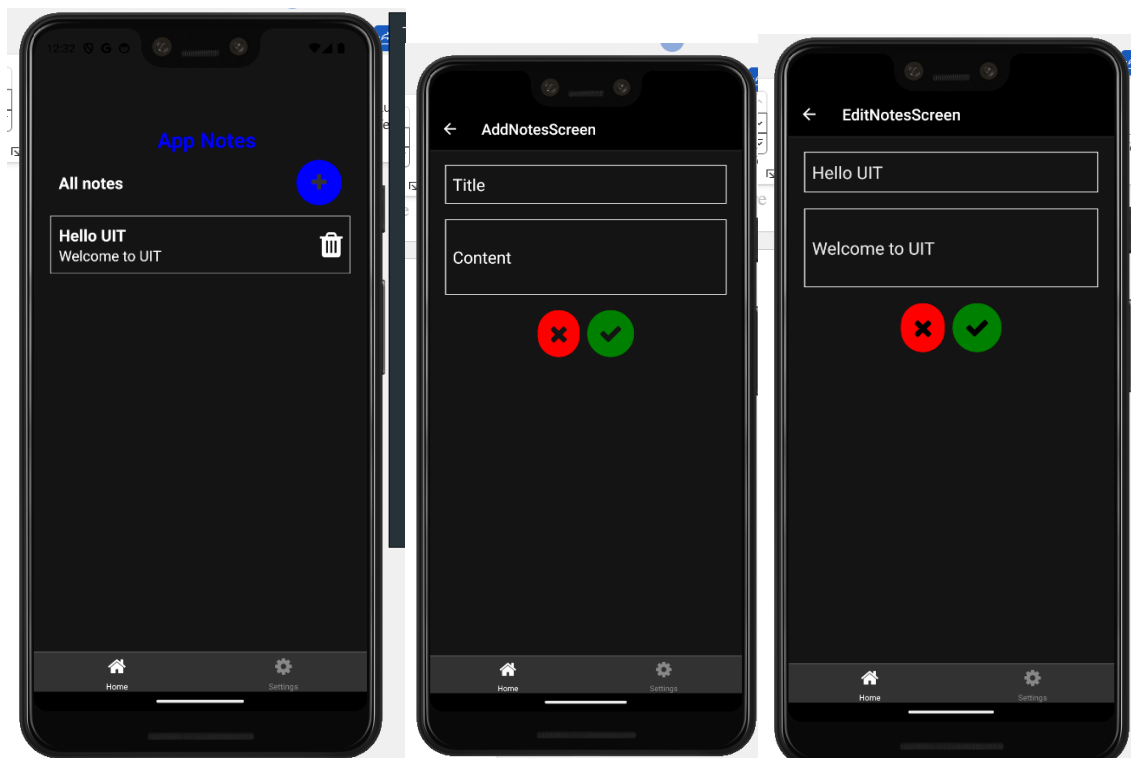 12:32
App Notes
All notes
Hello UIT
Welcome to UIT
Home
Settings
AddNotesScreen
Title
Content
Home
Settings
EditNotesScreen
Hello UIT
Welcome to UIT
Home
Settings